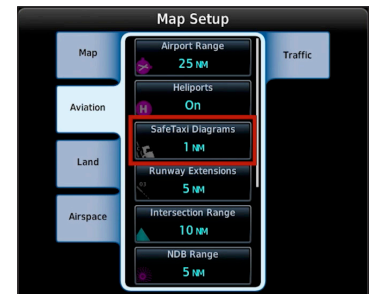 Map Setup
Map
Aviation
Land
Airspace
Airport Range
25 NM
Heliports
H
On
SafeTaxi Diagrams
1 NM
Runway Extensions
5 NM
Intersection Range
10 NM
NDB Range
5 NM
Traffic